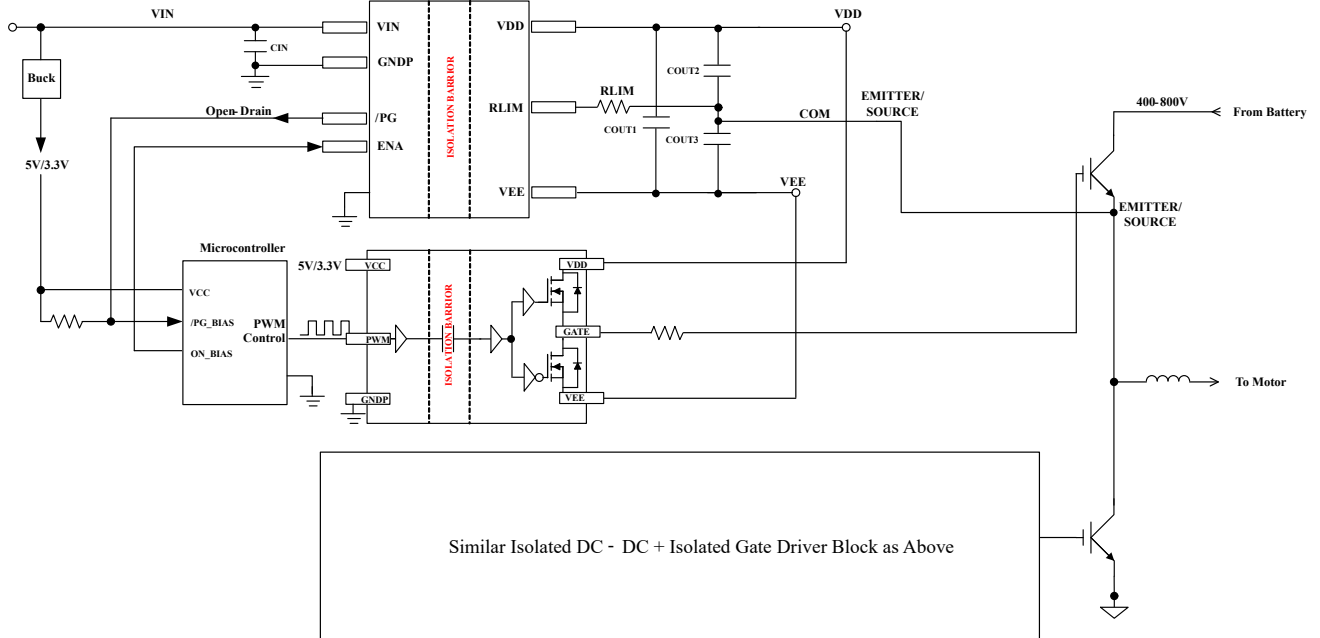 VIN
VIN
VDD
VDD
CIN
GNDP
Buck
COUT2
ISOLATION BARRIOR
RLIM
RLIM
EMITTER/
SOURCE
400-800V
From Battery
Open-Drain
/PG
COM
COUT1
COUT3
ENA
5V/3.3V
VEE
VEE
EMITTER/
SOURCE
Microcontroller
5V/3.3V
VCC
VDD
VCC
/PG_BIAS
PWM
Control
ON_BIAS
PWM
ISOLATION BARRIOR
GATE
To Motor
GNDP
VEE
Similar Isolated DC - DC + Isolated Gate Driver Block as Above